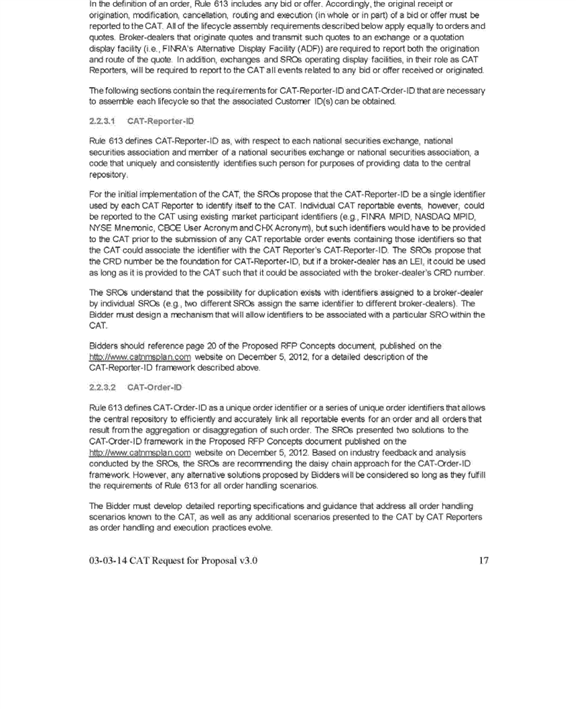 In the definition of an order, Rule 613 includes any bid or offer. Accordingly, the original receipt or
origination, modification, cancellation, routing and execution (in whole or in part) of a bid or offer must be
reported to the CAT. All of the lifecycle assembly requirements described below apply equally to orders and
quotes. Broker-dealers that originate quotes and transmit such quotes to an exchange or a quotation
display facility (i.e., FINRA's Alternative Display Facility (ADF)) are required to report both the origination
and route of the quote. In addition, exchanges and SROs operating display facilities, in their role as CAT
Reporters, will be required to report to the CAT all events related to any bid or offer received or originated.
The following sections contain the requirements for CAT-Reporter-ID and CAT-Order-ID that are necessary
to assemble each lifecycle so that the associated Customer ID(s) can be obtained.
2.2.3.1 CAT-Reporter-ID
Rule 613 defines CAT-Reporter-ID as, with respect to each national securities exchange, national
securities association and member of a national securities exchange or national securities association, a
code that uniquely and consistently identifies such person for purposes of providing data to the central
repository.
For the initial implementation of the CAT, the SROs propose that the CAT-Reporter-ID be a single identifier
used by each CAT Reporter to identify itself to the CAT. Individual CAT reportable events, however, could
be reported to the CAT using existing market participant identifiers (e.g., FINRA MPID, NASDAQ MPID,
NYSE Mnemonic, CBOE User Acronym and CHX Acronym), but such identifiers would have to be provided
to the CAT prior to the submission of any CAT reportable order events containing those identifiers so that
the CAT could associate the identifier with the CAT Reporter's CAT-Reporter-ID. The SROs propose that
the CRD number be the foundation for CAT-Reporter-ID, but if a broker-dealer has an LEI, it could be used
as long as it is provided to the CAT such that it could be associated with the broker-dealer's CRD number.
The SROs understand that the possibility for duplication exists with identifiers assigned to a broker-dealer
by individual SROs (e.g., two different SROs assign the same identifier to different broker-dealers). The
Bidder must design a mechanism that will allow identifiers to be associated with a particular SRO within the
CAT.
Bidders should reference page 20 of the Proposed RFP Concepts document, published on the
http://www.catnmsplan.com website on December 5, 2012, for a detailed description of the
CAT-Reporter-ID framework described above.
2.2.3.2 CAT-Order-ID
Rule 613 defines CAT-Order-ID as a unique order identifier or a series of unique order identifiers that allows
the central repository to efficiently and accurately link all reportable events for an order and all orders that
result from the aggregation or disaggregation of such order. The SROs presented two solutions to the
CAT-Order-ID framework in the Proposed RFP Concepts document published on the
http://www.catnmsplan.com website on December 5, 2012. Based on industry feedback and analysis
conducted by the SROs, the SROs are recommending the daisy chain approach for the CAT-Order-ID
framework. However, any alternative solutions proposed by Bidders will be considered so long as they fulfill
the requirements of Rule 613 for all order handling scenarios.
The Bidder must develop detailed reporting specifications and guidance that address all order handling
scenarios known to the CAT, as well as any additional scenarios presented to the CAT by CAT Reporters
as order handling and execution practices evolve.
03-03-14 CAT Request for Proposal v3.0 17